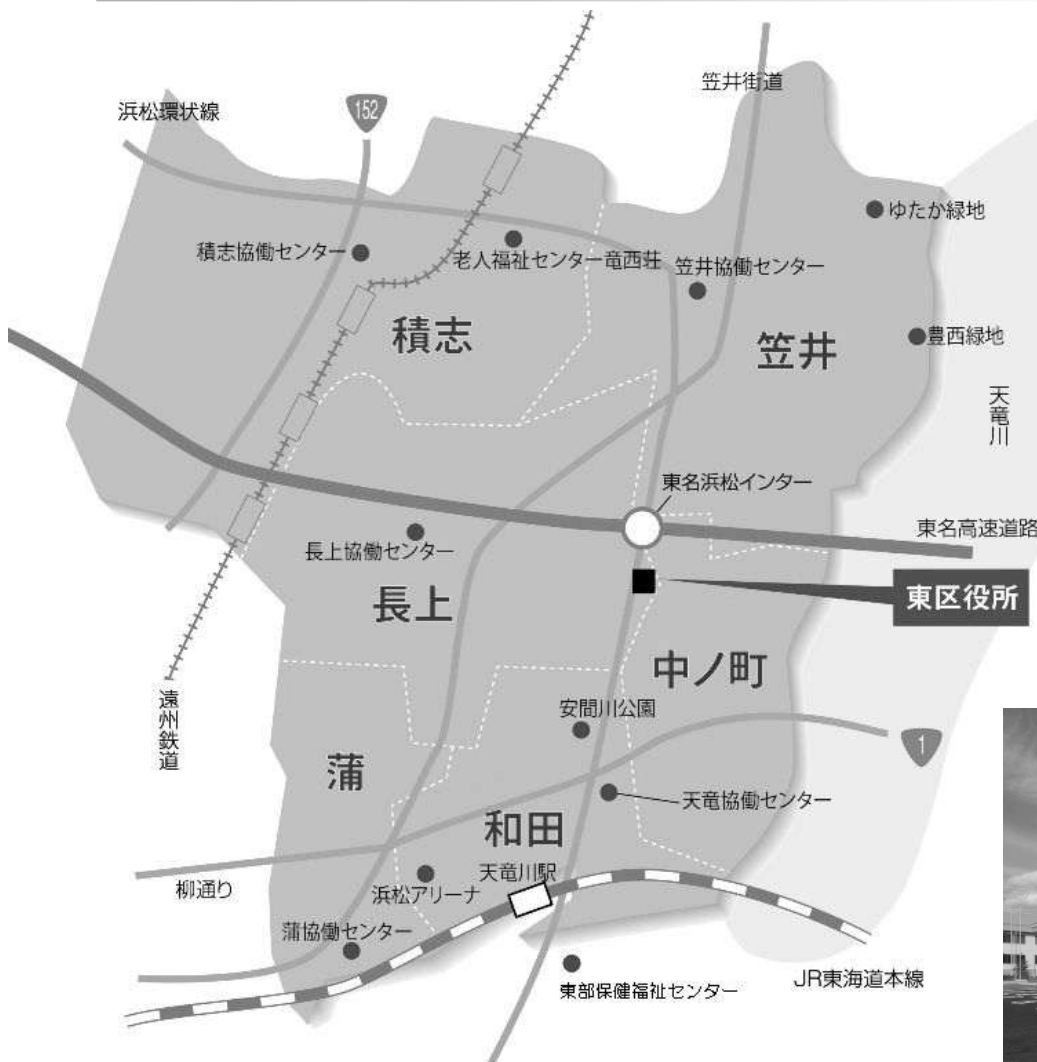 152
笠井街道
浜松環状線
ゆたか緑地
積志協働センター
老人福祉センター竜西荘
笠井協働センター
積志
笠井
豊西緑地
天竜川
東名浜松インター
東名高速道路
長上協働センター
長上
東区役所
中ノ町
遠州鉄道
安間川公園
1
蒲
天竜協働センター
和田
天竜川駅
柳通り
浜松アリーナ
蒲協働センター
JR東海道本線
東部保健福祉センター